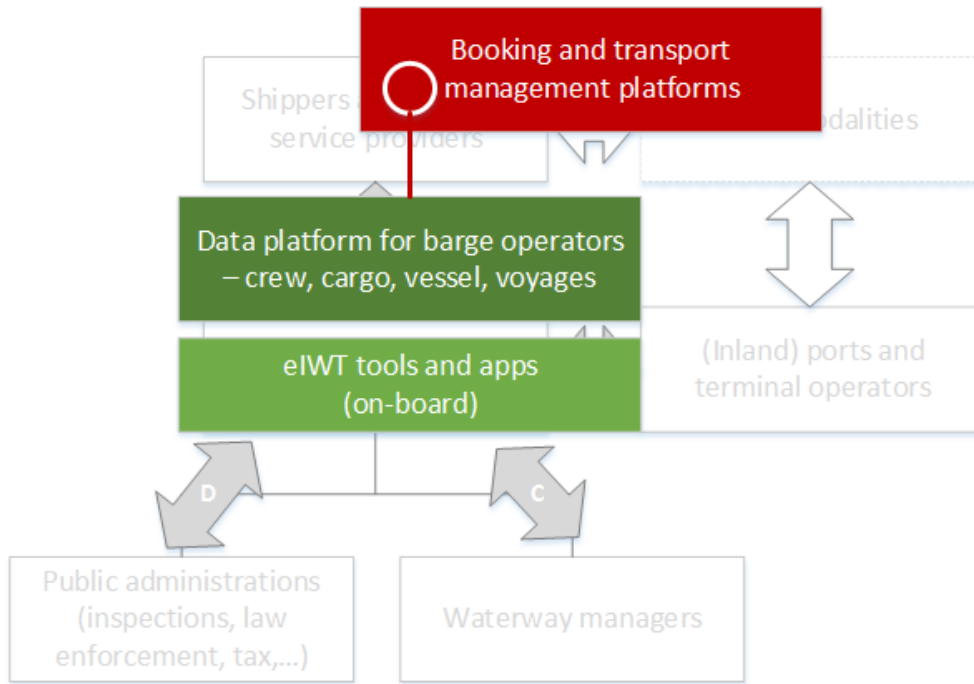 Booking and transport
management platforms
Shippers
service providers
Data platform for barge operators
– crew, cargo, vessel, voyages
eIWT tools and apps
(on-board)
(Inland) ports and
terminal operators
D
C
Public administrations
(inspections, law
enforcement, tax,...)
Waterway managers